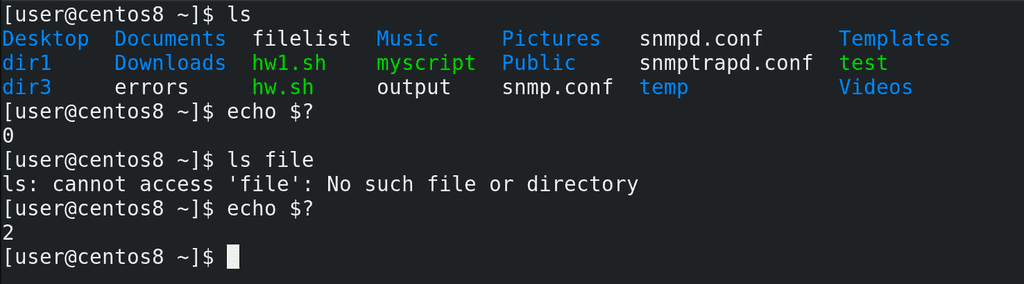 [user@centos8 ~]$ ls
Desktop  Documents  filelist  Music     Pictures  snmpd.conf      Templates
dir1     Downloads  hw1.sh    myscript  Public    snmptrapd.conf  test
dir3     errors     hw.sh     output    snmp.conf  temp            Videos
[user@centos8 ~]$ echo $?
0
[user@centos8 ~]$ ls file
ls: cannot access 'file': No such file or directory
[user@centos8 ~]$ echo $?
2
[user@centos8 ~]$